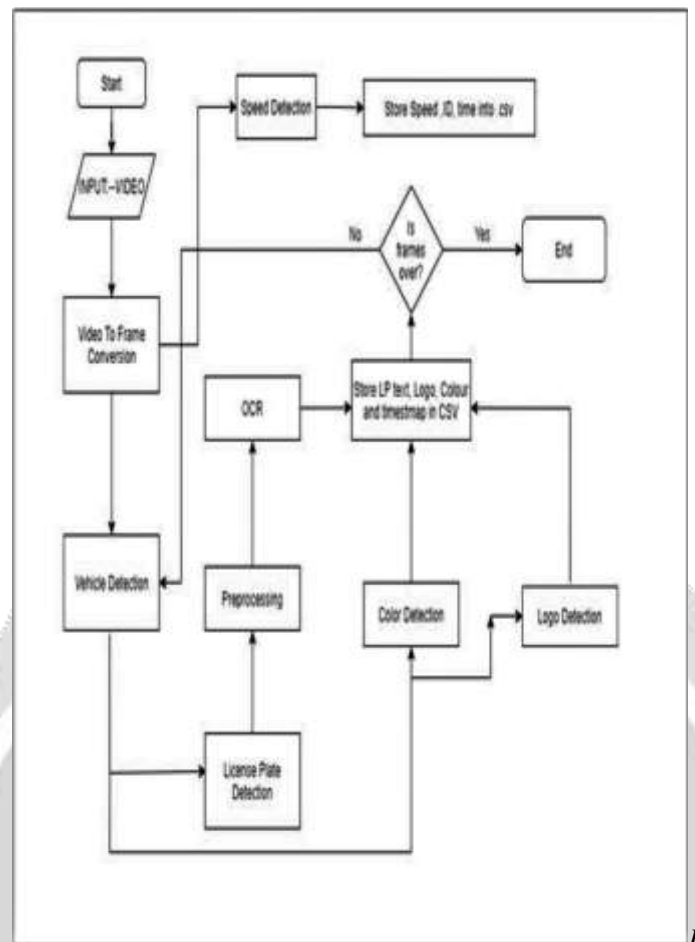 Start
Speed Detection
Store Speed ,ID, time into .csv
INPUT:--VIDEO
No
Is
frames
over?
Yes
End
Video To Frame
Conversion
OCR
Store LP text, Logo, Colour
and timestmap in CSV
Vehicle Detection
Preprocessing
Color Detection
Logo Detection
License Plate
Detection